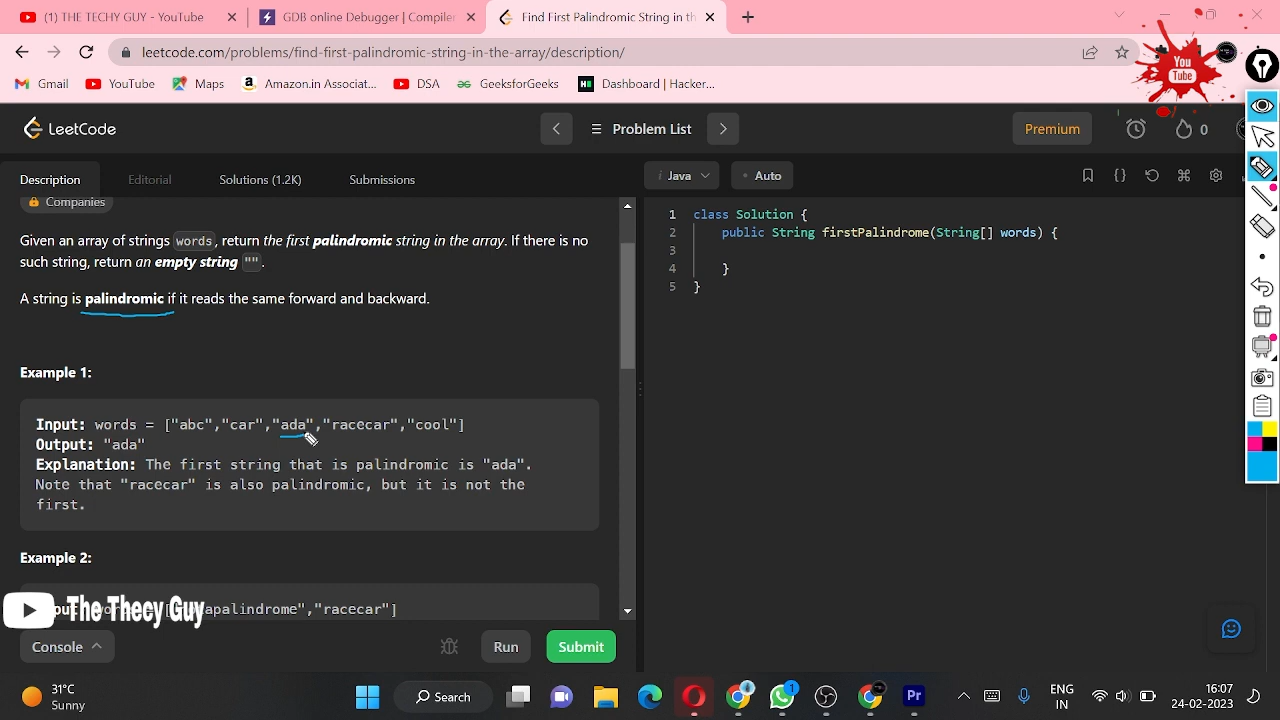 (1) THE TECHY GUY - YouTube
GDB online Debugger | Compiler
Find First Palindromic String in th
leetcode.com/problems/find-first-palindromic-string-in-the-array/description/
Gmail YouTube Maps Amazon.in Associat... DSA GeeksforGeeks Dashboard | Hacker...
You
Tube
LeetCode
Problem List
Premium
0
Description Editorial Solutions (1.2K) Submissions
i Java Auto
Companies
Given an array of strings words, return the first palindromic string in the array. If there is no
such string, return an empty string "".
A string is palindromic if it reads the same forward and backward.
Example 1:
Input: words = ["abc","car","ada","racecar","cool"]
Output: "ada"
Explanation: The first string that is palindromic is "ada".
Note that "racecar" is also palindromic, but it is not the
first.
Example 2:
palindrome","racecar"]
The Thecy Guy
1 class Solution {
2 public String firstPalindrome(String[] words) {
3
4 }
5 }
Console Run Submit
31°C
Sunny
Search
1
Pr
ENG
IN
16:07
24-02-2023